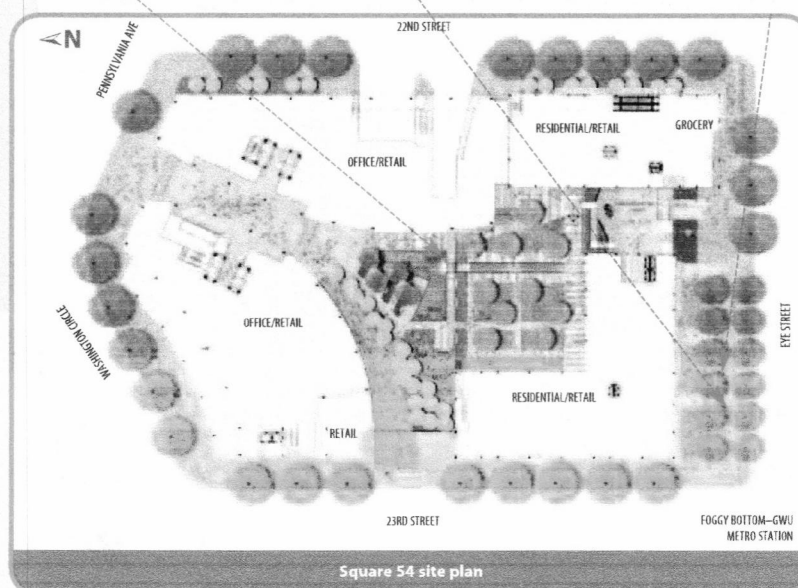 N
22ND STREET
PENNSYLVANIA AVE
RESIDENTIAL/RETAIL
GROCERY
OFFICE/RETAIL
WASHINGTON CIRCLE
OFFICE/RETAIL
EYE STREET
RESIDENTIAL/RETAIL
RETAIL
23RD STREET
FOGGY BOTTOM–GWU
METRO STATION
Square 54 site plan